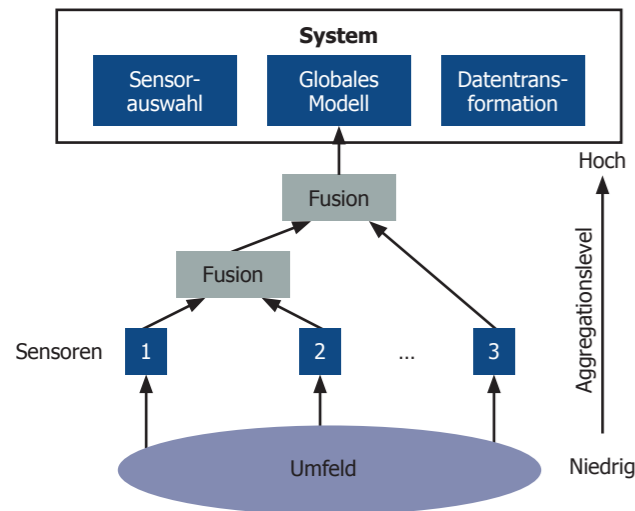 System
Sensor-
auswahl
Globales
Modell
Datentrans-
formation
Hoch
Fusion
Fusion
Aggregationslevel
Sensoren
1
2
...
3
Umfeld
Niedrig